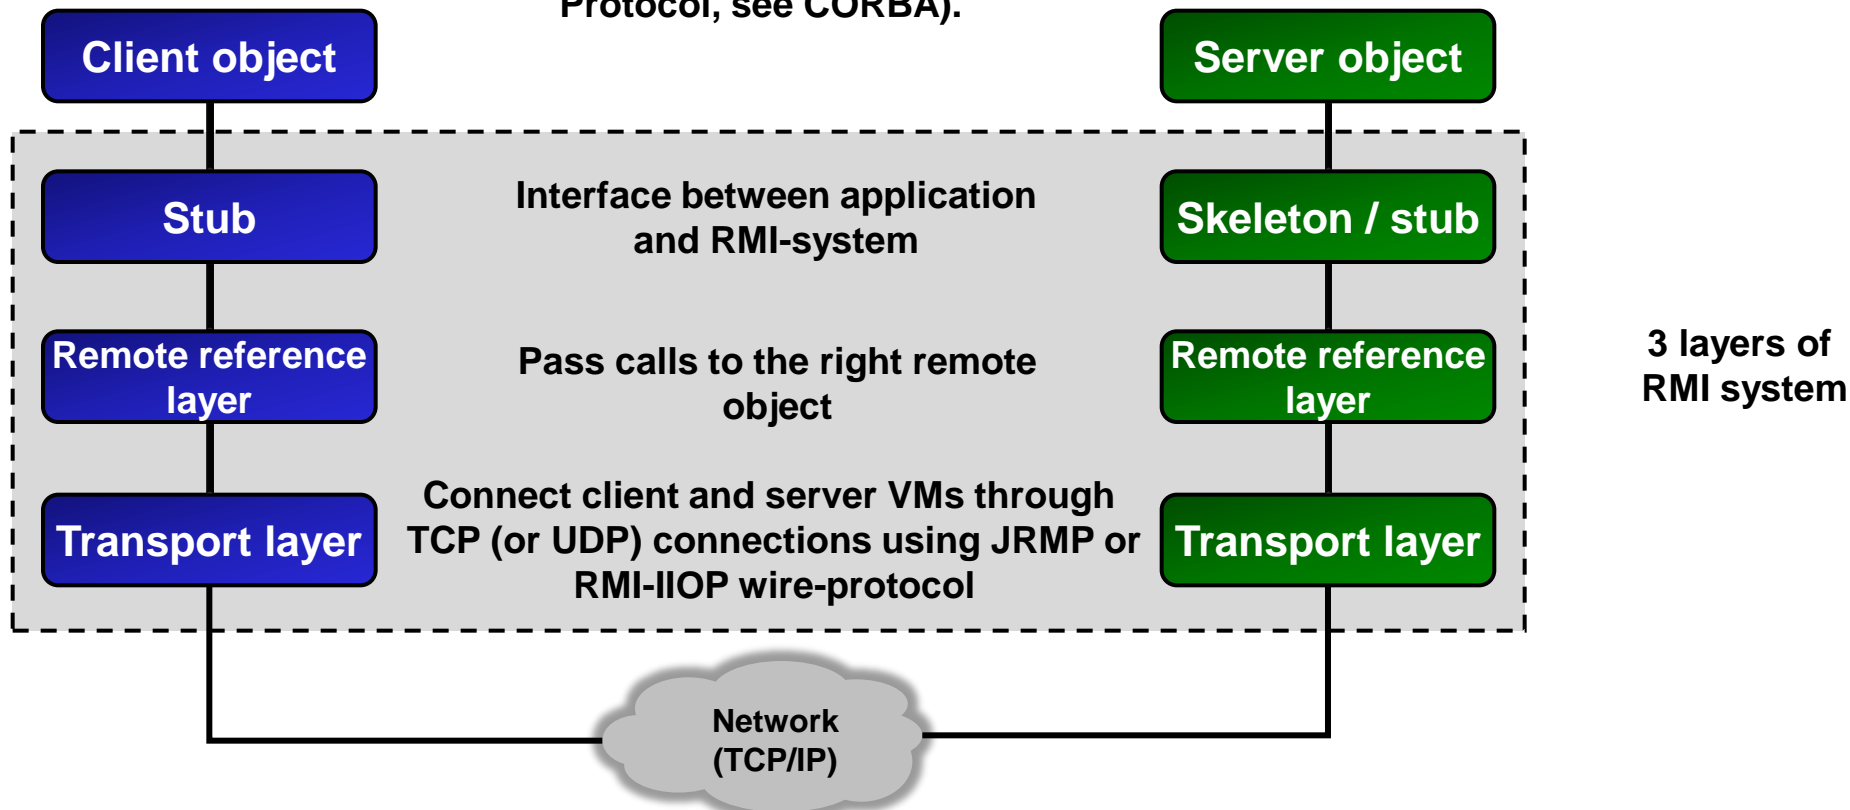 Protocol, see CORBA).
Client object
Server object
Stub
Interface between application
and RMI-system
Skeleton / stub
Remote reference
layer
Pass calls to the right remote
object
Remote reference
layer
3 layers of
RMI system
Transport layer
Connect client and server VMs through
TCP (or UDP) connections using JRMP or
RMI-IIOP wire-protocol
Transport layer
Network
(TCP/IP)